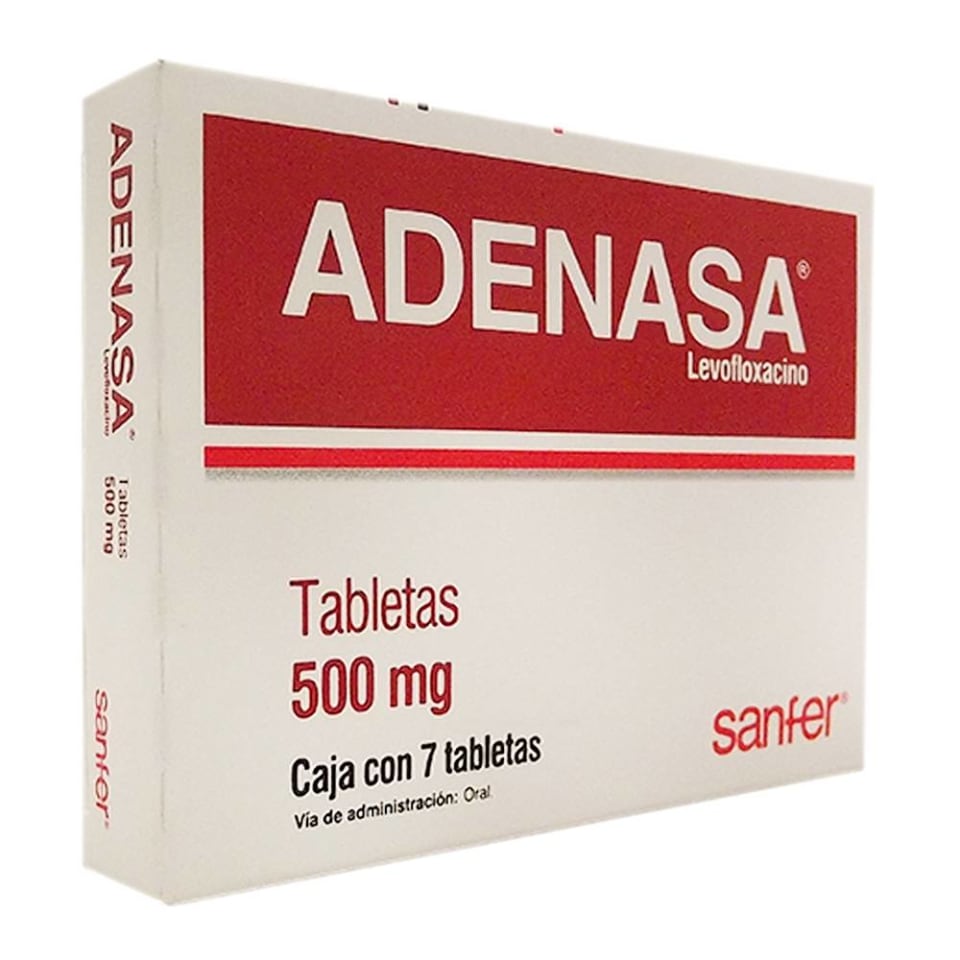 ADENASA®
Levofloxacino
Tabletas
500 mg
Caja con 7 tabletas
Vía de administración: Oral.
sanfer®
ADENASA®
Levofloxacino
Tabletas
500 mg
sanfer®